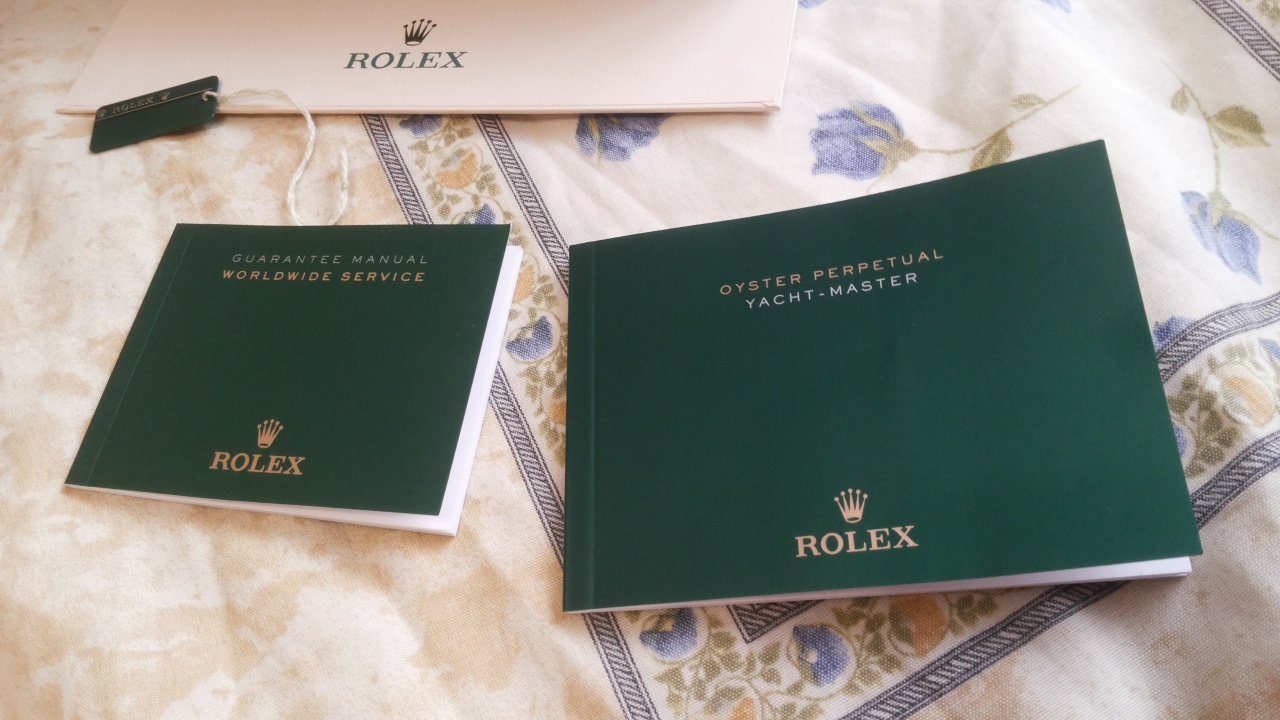 ROLEX
ROLEX
GUARANTEE MANUAL
WORLDWIDE SERVICE
ROLEX
OYSTER PERPETUAL
YACHT-MASTER
ROLEX